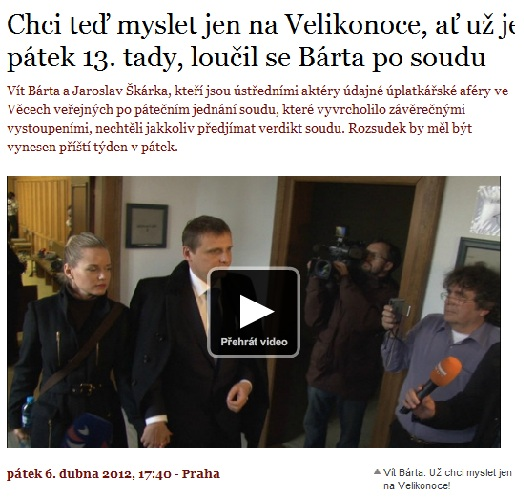 Chci teď myslet jen na Velikonoce, ať už je
pátek 13. tady, loučil se Bárta po soudu
Vít Bárta a Jaroslav Škárka, kteří jsou ústředními aktéry údajné úplatkářské aféry ve
Věcech veřejných po pátečním jednání soudu, které vyvrcholilo závěrečnými
vystoupeními, nechtěli jakkoliv předjímat verdikt soudu. Rozsudek by měl být
vynesen příští týden v pátek.
Přehrát video
pátek 6. dubna 2012, 17:40 - Praha
Vít Bárta: Už chci myslet jen
na Velikonoce!